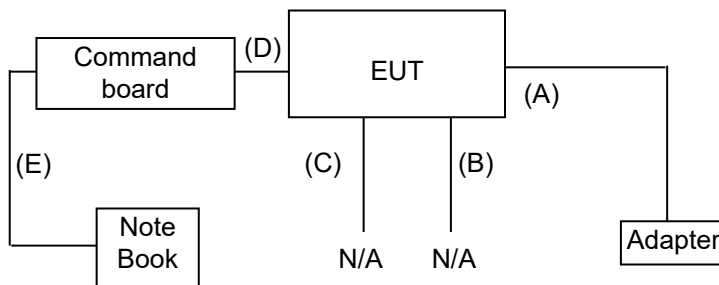 Command
board
(D)
EUT
(A)
(E)
(C)
(B)
Note
Book
N/A
N/A
Adapter